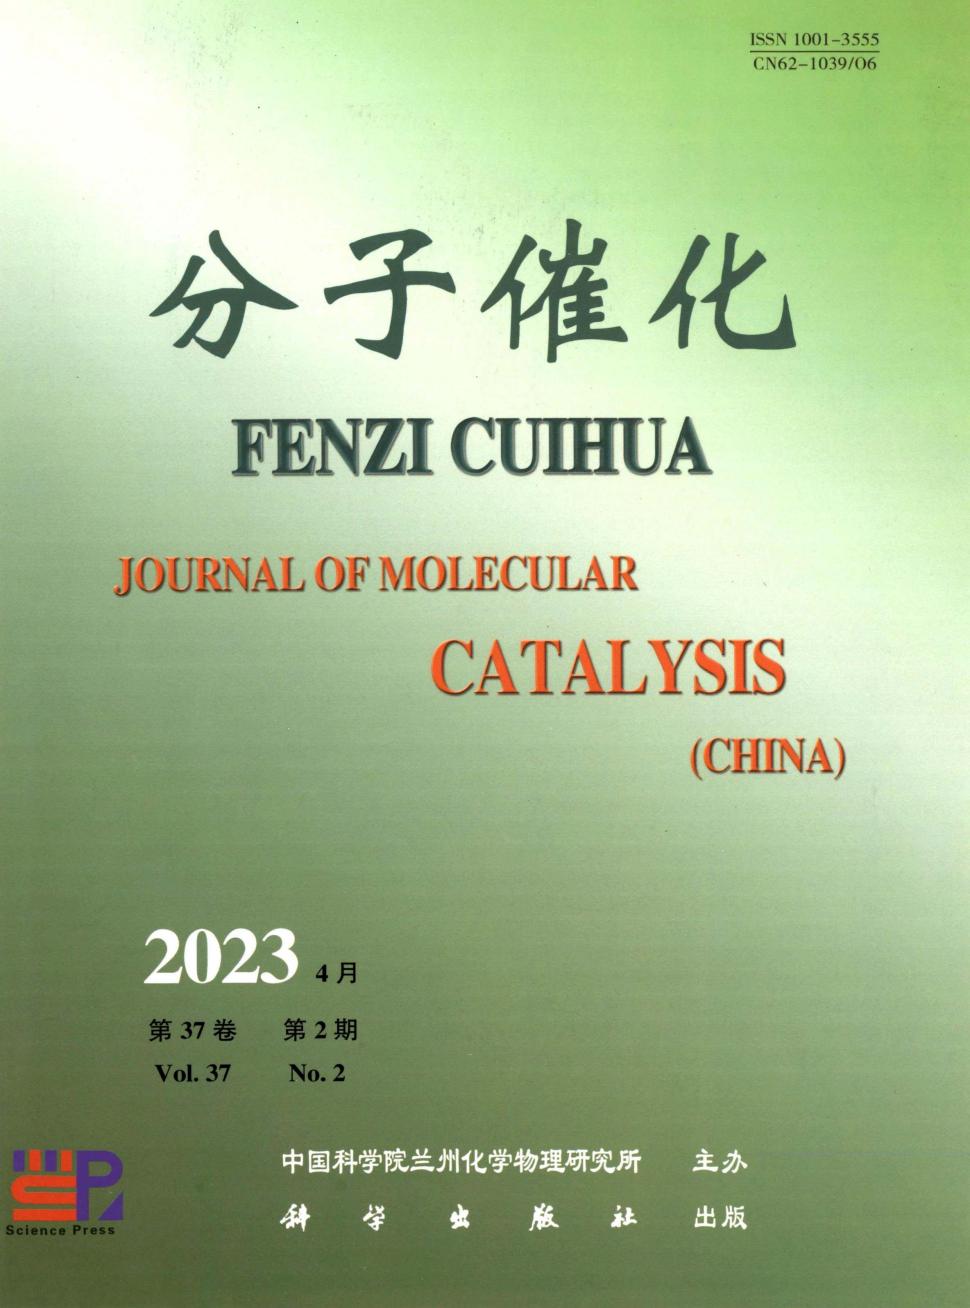 ISSN 1001-3555
CN62-1039/O6
分子催化
FENZI CUIHUA
JOURNAL OF MOLECULAR
CATALYSIS
(CHINA)
2023 4月
第37卷 第2期
Vol. 37 No. 2
中国科学院兰州化学物理研究所 主办
科学出版社 出版
SP
Science Press